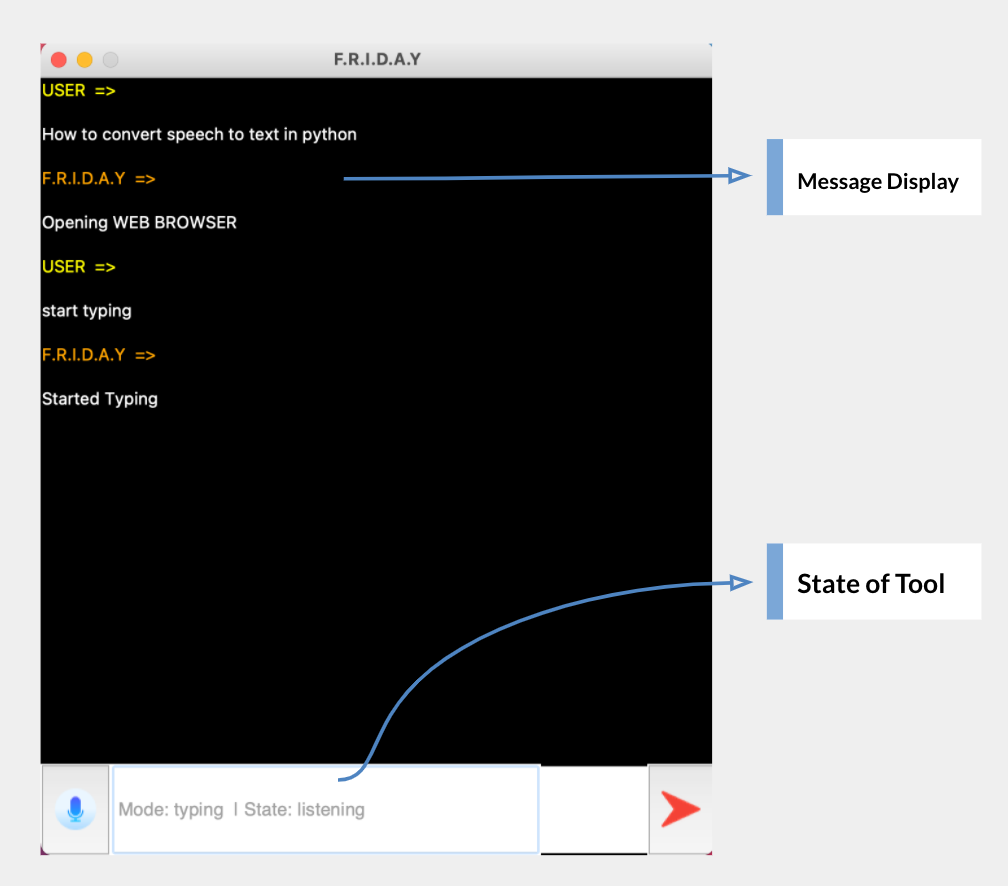 F.R.I.D.A.Y
USER =>
How to convert speech to text in python
F.R.I.D.A.Y =>
Opening WEB BROWSER
USER =>
start typing
F.R.I.D.A.Y =>
Started Typing
Mode: typing | State: listening
Message Display
State of Tool